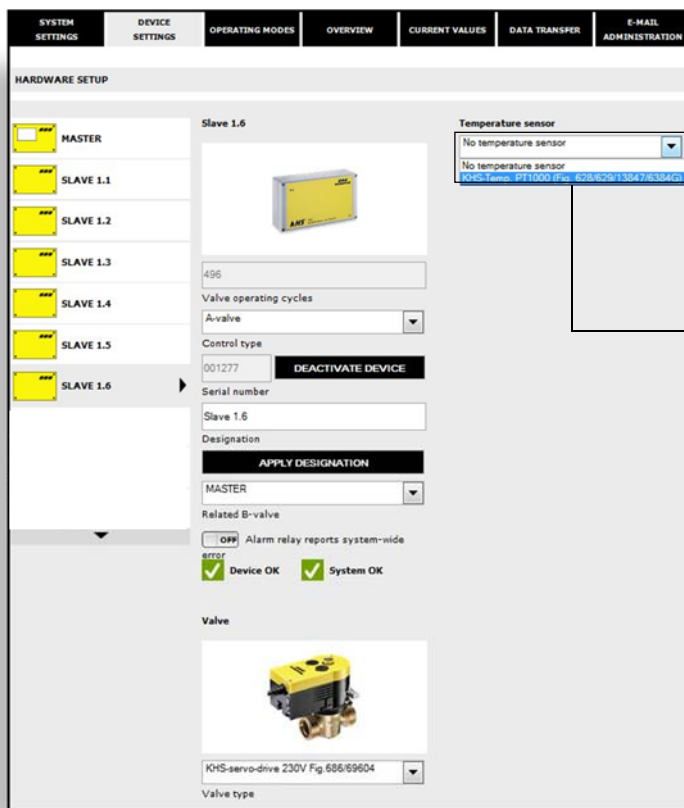 SYSTEM
SETTINGS
DEVICE
SETTINGS
OPERATING MODES
OVERVIEW
CURRENT VALUES
DATA TRANSFER
E-MAIL
ADMINISTRATION
HARDWARE SETUP
MASTER
SLAVE 1.1
SLAVE 1.2
SLAVE 1.3
SLAVE 1.4
SLAVE 1.5
SLAVE 1.6
Slave 1.6
KHS
496
Valve operating cycles
A-valve
Control type
001277
DEACTIVATE DEVICE
Serial number
Slave 1.6
Designation
APPLY DESIGNATION
MASTER
Related B-valve
OFF Alarm relay reports system-wide
error
Device OK
System OK
Valve
KHS-servo-drive 230V Fig.686/69604
Valve type
Temperature sensor
No temperature sensor
No temperature sensor
KHS-Temp. PT1000 (Fig. 628/629/13847/6384G)